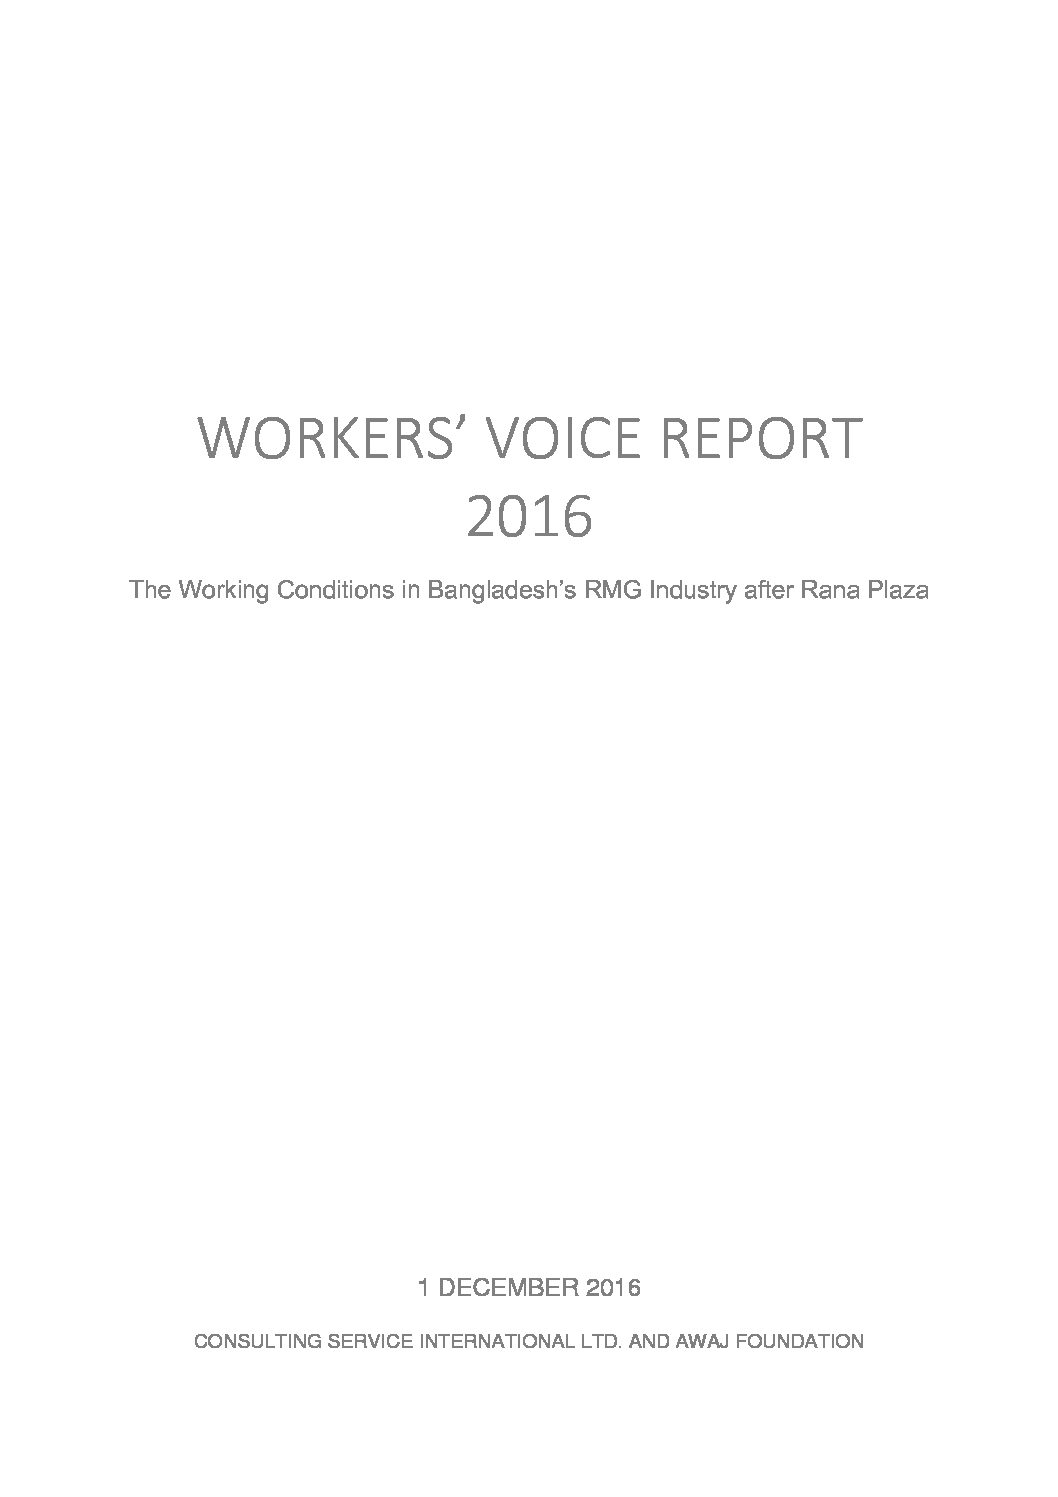 WORKERS’ VOICE REPORT
2016
The Working Conditions in Bangladesh’s RMG Industry after Rana Plaza
1 DECEMBER 2016
CONSULTING SERVICE INTERNATIONAL LTD. AND AWAJ FOUNDATION